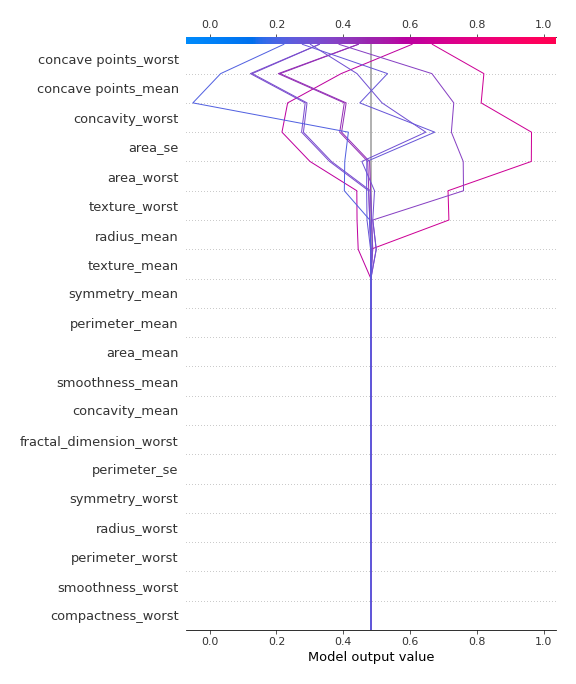 0.0 0.2 0.4 0.6 0.8 1.0
concave points_worst
concave points_mean
concavity_worst
area_se
area_worst
texture_worst
radius_mean
texture_mean
symmetry_mean
perimeter_mean
area_mean
smoothness_mean
concavity_mean
fractal_dimension_worst
perimeter_se
symmetry_worst
radius_worst
perimeter_worst
smoothness_worst
compactness_worst
0.0 0.2 0.4 0.6 0.8 1.0
Model output value